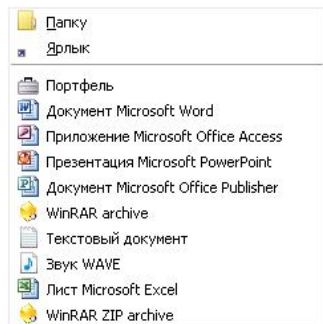 Папку
Ярлык
Портфель
Документ Microsoft Word
Приложение Microsoft Office Access
Презентация Microsoft PowerPoint
Документ Microsoft Office Publisher
WinRAR archive
Текстовый документ
Звук WAVE
Лист Microsoft Excel
WinRAR ZIP archive